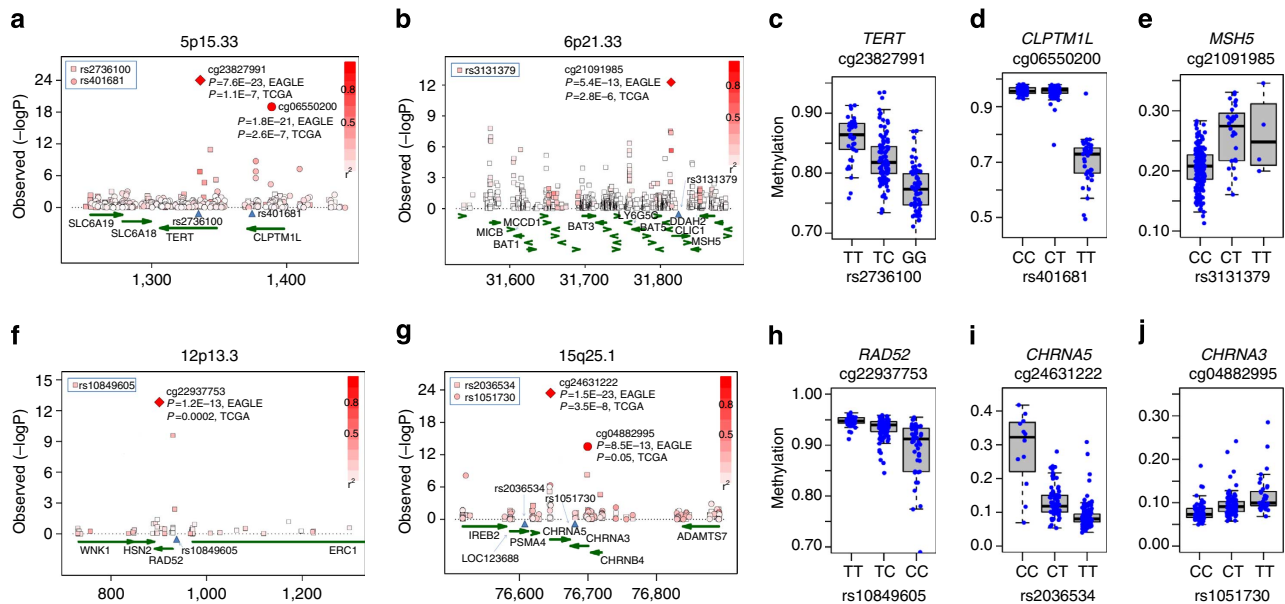 a
5p15.33
rs2736100
rs401681
cg23827991
P=7.6E−23, EAGLE
P=1.1E−7, TCGA
cg06550200
P=1.8E−21, EAGLE
P=2.6E−7, TCGA
0.8
0.5
r²
Observed (−logP)
24
18
12
6
0
SLC6A19
SLC6A18
TERT
rs2736100
rs401681
CLPTM1L
1,300
1,400
b
6p21.33
rs3131379
cg21091985
P=5.4E−13, EAGLE
P=2.8E−6, TCGA
0.8
0.5
r²
rs3131379
Observed (−logP)
12
9
6
3
0
MICB
BAT1
MCCD1
BAT3
LY6G5C
BAT5
DDAH2
CLIC1
MSH5
31,600
31,700
31,800
c
TERT
cg23827991
Methylation
0.90
0.80
0.70
TT TC GG
rs2736100
d
CLPTM1L
cg06550200
0.9
0.7
0.5
CC CT TT
rs401681
e
MSH5
cg21091985
0.30
0.20
0.10
CC CT TT
rs3131379
f
12p13.3
rs10849605
cg22937753
P=1.2E−13, EAGLE
P=0.0002, TCGA
0.8
0.5
r²
Observed (−logP)
15
12
9
6
3
0
WNK1
HSN2
RAD52
rs10849605
ERC1
800
1,000
1,200
g
15q25.1
rs2036534
rs1051730
cg24631222
P=1.5E−23, EAGLE
P=3.5E−8, TCGA
cg04882995
P=8.5E−13, EAGLE
P=0.05, TCGA
0.8
0.5
r²
Observed (−logP)
24
18
12
6
0
rs2036534
rs1051730
IREB2
LOC123688
PSMA4
CHRNA5
CHRNA3
CHRNB4
ADAMTS7
76,600
76,700
76,800
h
RAD52
cg22937753
Methylation
1.00
0.90
0.80
0.70
TT TC CC
rs10849605
i
CHRNA5
cg24631222
0.4
0.3
0.2
0.1
0.0
CC CT TT
rs2036534
j
CHRNA3
cg04882995
0.35
0.30
0.20
0.10
0.00
CC CT TT
rs1051730